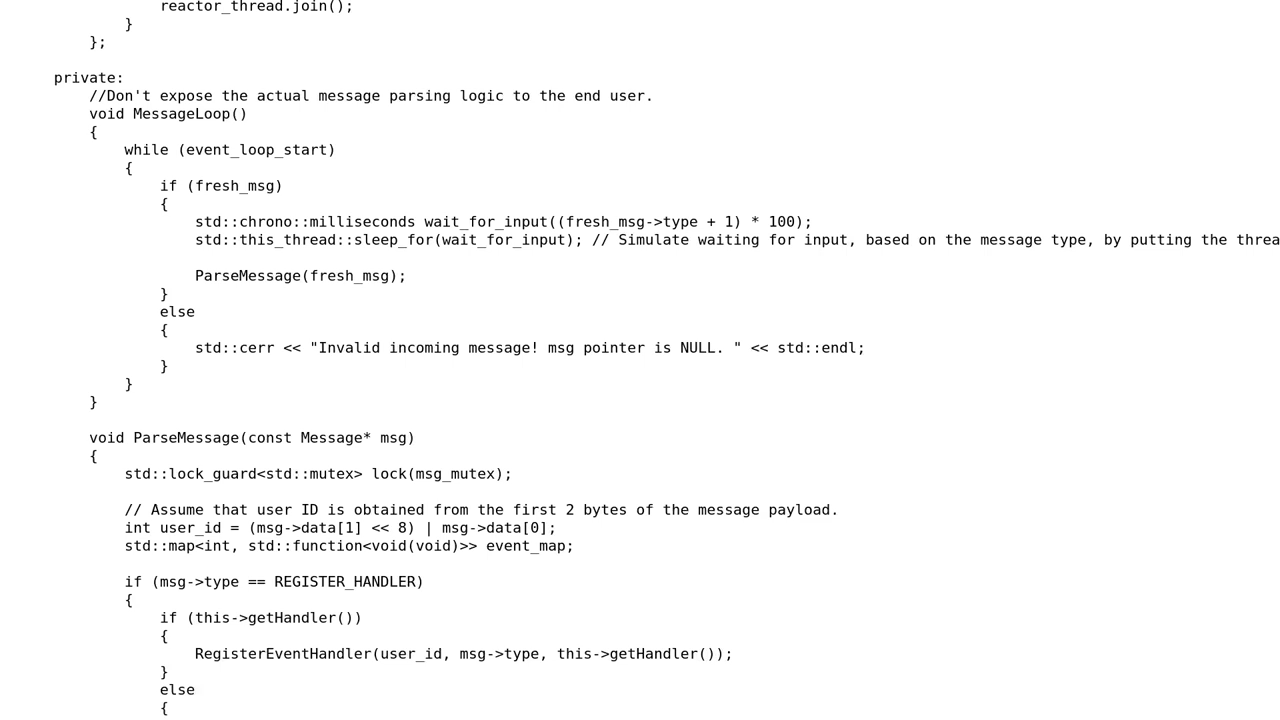 reactor_thread.join();
}
};
private:
//Don't expose the actual message parsing logic to the end user.
void MessageLoop()
{
while (event_loop_start)
{
if (fresh_msg)
{
std::chrono::milliseconds wait_for_input((fresh_msg->type + 1) * 100);
std::this_thread::sleep_for(wait_for_input); // Simulate waiting for input, based on the message type, by putting the threa
ParseMessage(fresh_msg);
}
else
{
std::cerr << "Invalid incoming message! msg pointer is NULL. " << std::endl;
}
}
}
void ParseMessage(const Message* msg)
{
std::lock_guard<std::mutex> lock(msg_mutex);
// Assume that user ID is obtained from the first 2 bytes of the message payload.
int user_id = (msg->data[1] << 8) | msg->data[0];
std::map<int, std::function<void(void)>> event_map;
if (msg->type == REGISTER_HANDLER)
{
if (this->getHandler())
{
RegisterEventHandler(user_id, msg->type, this->getHandler());
}
else
{